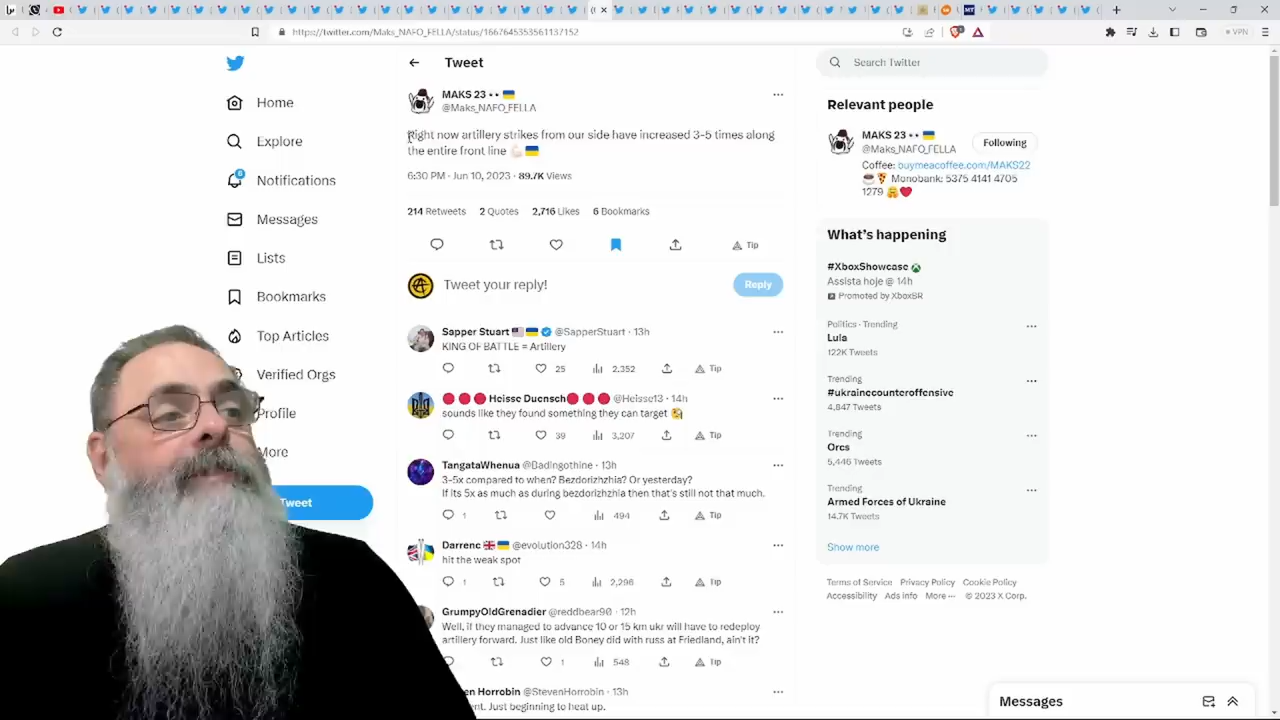 https://twitter.com/Maks_NAFO_FELLA/status/1667645353561137152
VPN
Home
Explore
Notifications
Messages
Lists
Bookmarks
Top Articles
Verified Orgs
Profile
More
Tweet
Tweet
MAKS 23
@Maks_NAFO_FELLA
Right now artillery strikes from our side have increased 3-5 times along
the entire front line
6:30 PM · Jun 10, 2023 · 89.7K Views
214 Retweets 2 Quotes 2,716 Likes 6 Bookmarks
Tip
Tweet your reply!
Reply
Sapper Stuart @SapperStuart · 13h
KING OF BATTLE = Artillery
25 2,352 Tip
Heisse Duensch @Heisse13 · 14h
sounds like they found something they can target
39 3,207 Tip
TangataWhenua @Badingothine · 13h
3-5x compared to when? Bezdorizhzhia? Or yesterday?
If its 5x as much as during bezdorizhzhia then that's still not that much.
1 494 Tip
Darrenc @evolution328 · 14h
hit the weak spot
1 5 2,296 Tip
GrumpyOldGrenadier @reddbear90 · 12h
Well, if they managed to advance 10 or 15 km ukr will have to redeploy
artillery forward. Just like old Boney did with russ at Friedland, ain't it?
1 548 Tip
en Horrobin @StevenHorrobin · 13h
ent. Just beginning to heat up.
Search Twitter
Relevant people
MAKS 23
@Maks_NAFO_FELLA
Following
Coffee: buymeacoffee.com/MAKS22
Monobank: 5375 4141 4705
1279
What's happening
#XboxShowcase
Assista hoje @ 14h
Promoted by XboxBR
Politics · Trending
Lula
122K Tweets
Trending
#ukrainecounteroffensive
4,847 Tweets
Trending
Orcs
5,446 Tweets
Trending
Armed Forces of Ukraine
14.7K Tweets
Show more
Terms of Service Privacy Policy Cookie Policy
Accessibility Ads info More ··· © 2023 X Corp.
Messages